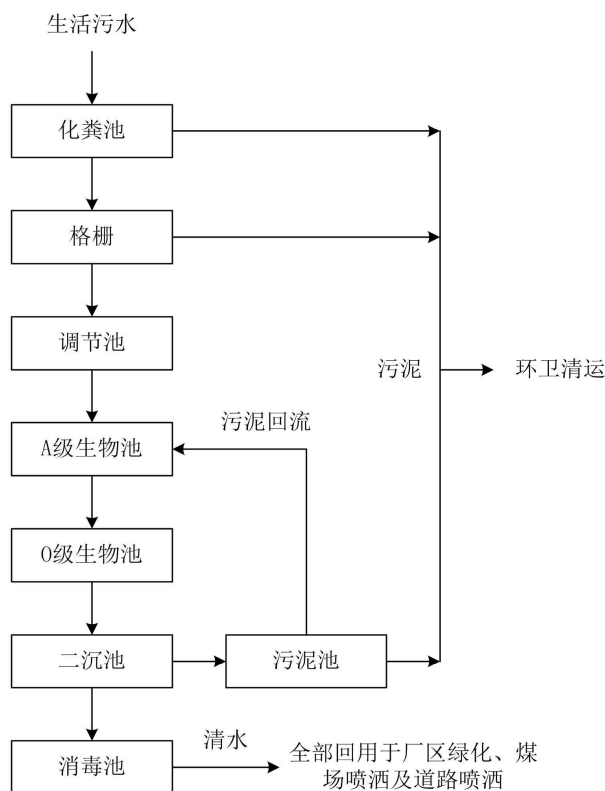 生活污水
化粪池
格栅
调节池
污泥
环卫清运
污泥回流
A级生物池
O级生物池
二沉池
污泥池
清水
消毒池
全部回用于厂区绿化、煤
场喷洒及道路喷洒